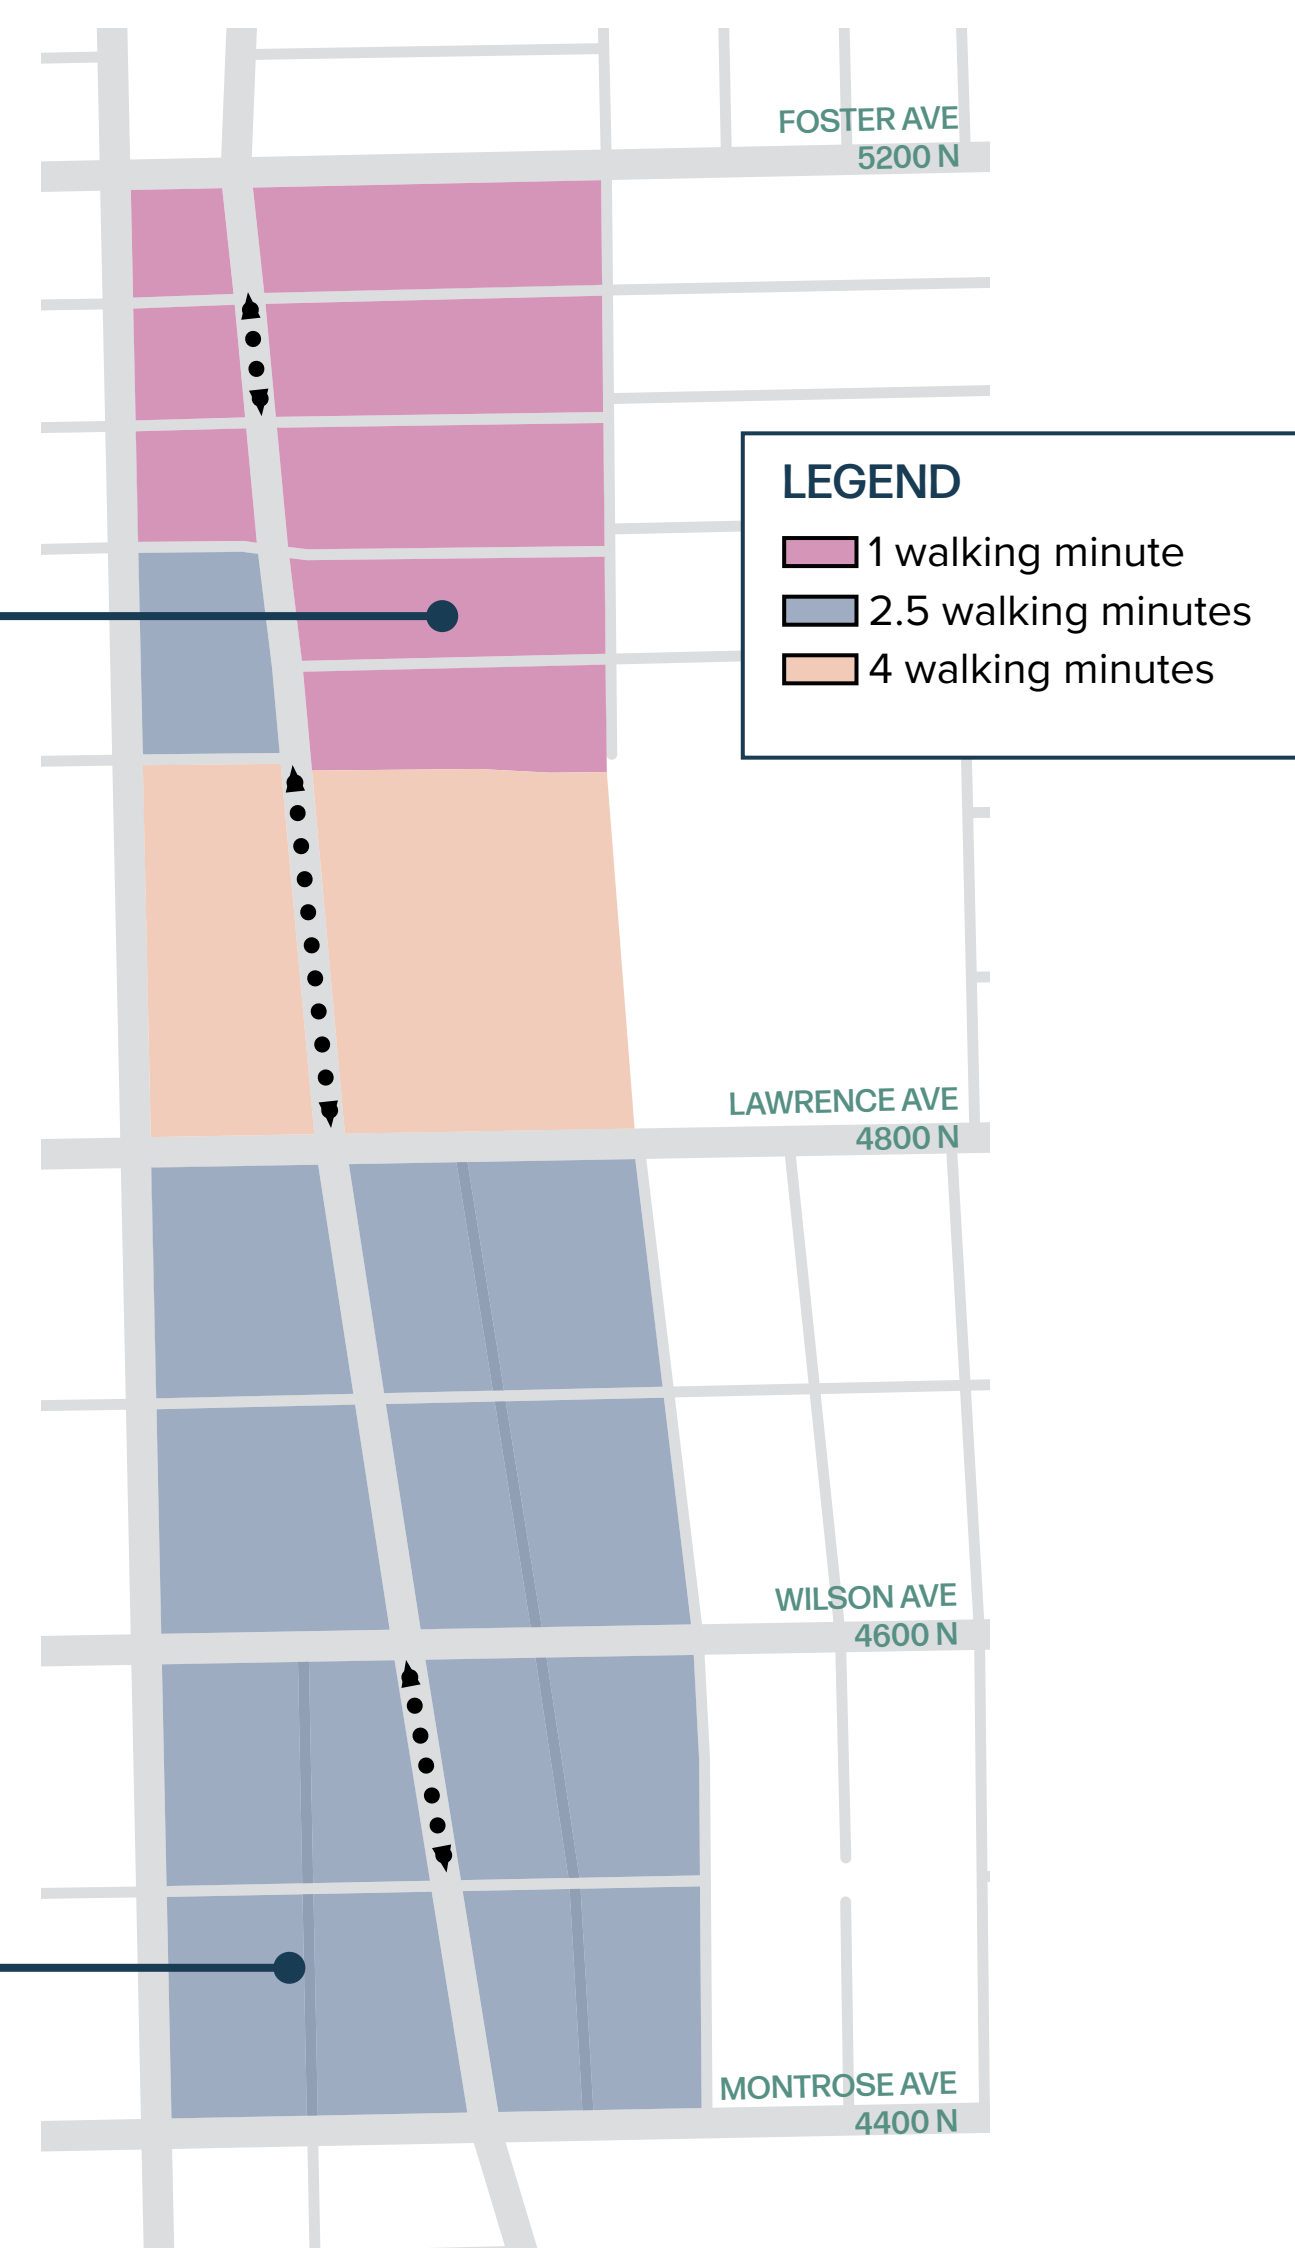 FOSTER AVE
5200 N
LEGEND
1 walking minute
2.5 walking minutes
4 walking minutes
LAWRENCE AVE
4800 N
WILSON AVE
4600 N
MONTROSE AVE
4400 N